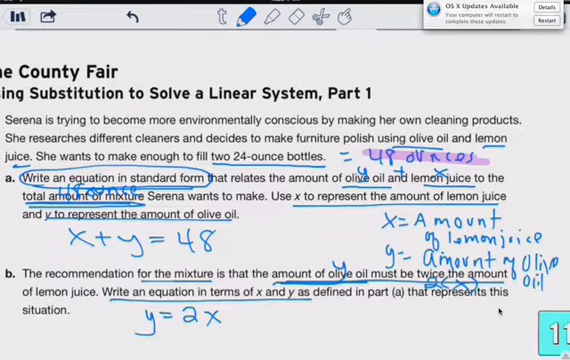 OS X Updates Available
Your computer will restart to
complete these updates.
Details
Restart
t
ne County Fair
ing Substitution to Solve a Linear System, Part 1
Serena is trying to become more environmentally conscious by making her own cleaning products.
She researches different cleaners and decides to make furniture polish using olive oil and lemon
juice. She wants to make enough to fill two 24-ounce bottles.
= 48 ounces
y + x
a. Write an equation in standard form that relates the amount of olive oil and lemon juice to the
48 ounce
total amount of mixture Serena wants to make. Use x to represent the amount of lemon juice
and y to represent the amount of olive oil.
x + y = 48
x = Amount
of lemon juice
y = amount of Olive
Oil
y
b. The recommendation for the mixture is that the amount of olive oil must be twice the amount
2(x)
of lemon juice. Write an equation in terms of x and y as defined in part (a) that represents this
situation.
y = 2x
11